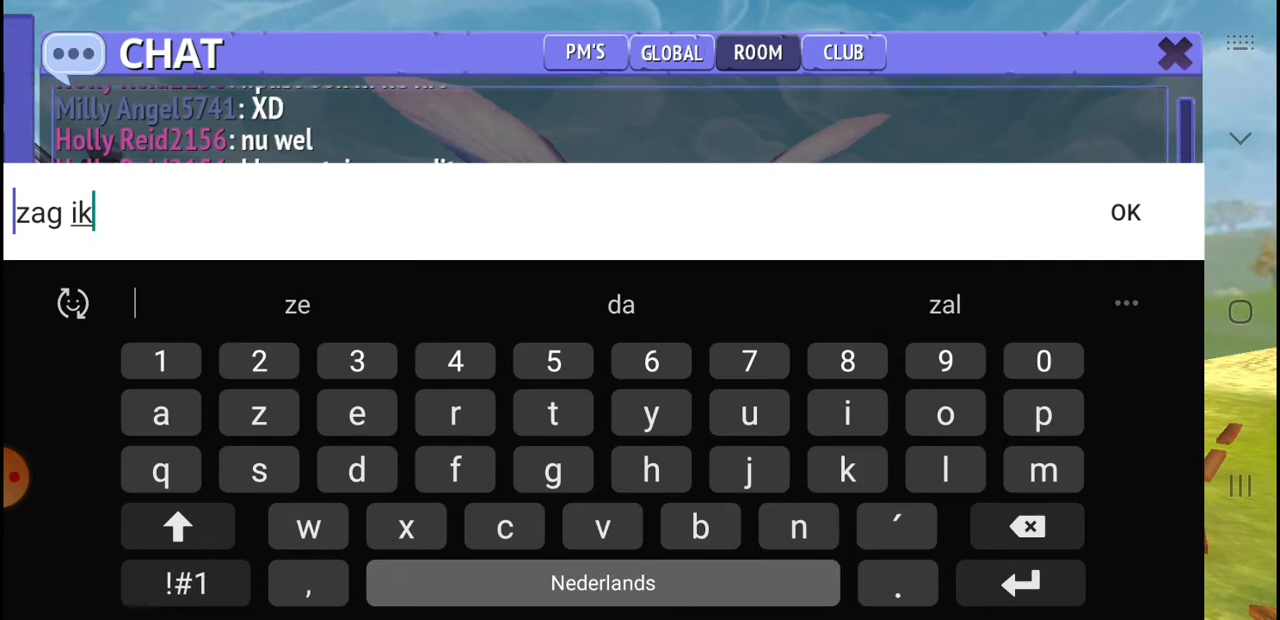 CHAT
PM'S GLOBAL ROOM CLUB
Milly Angel5741: XD
Holly Reid2156: nu wel
zag ik
OK
ze da zal
1 2 3 4 5 6 7 8 9 0
a z e r t y u i o p
q s d f g h j k l m
w x c v b n ´
!#1 , Nederlands .